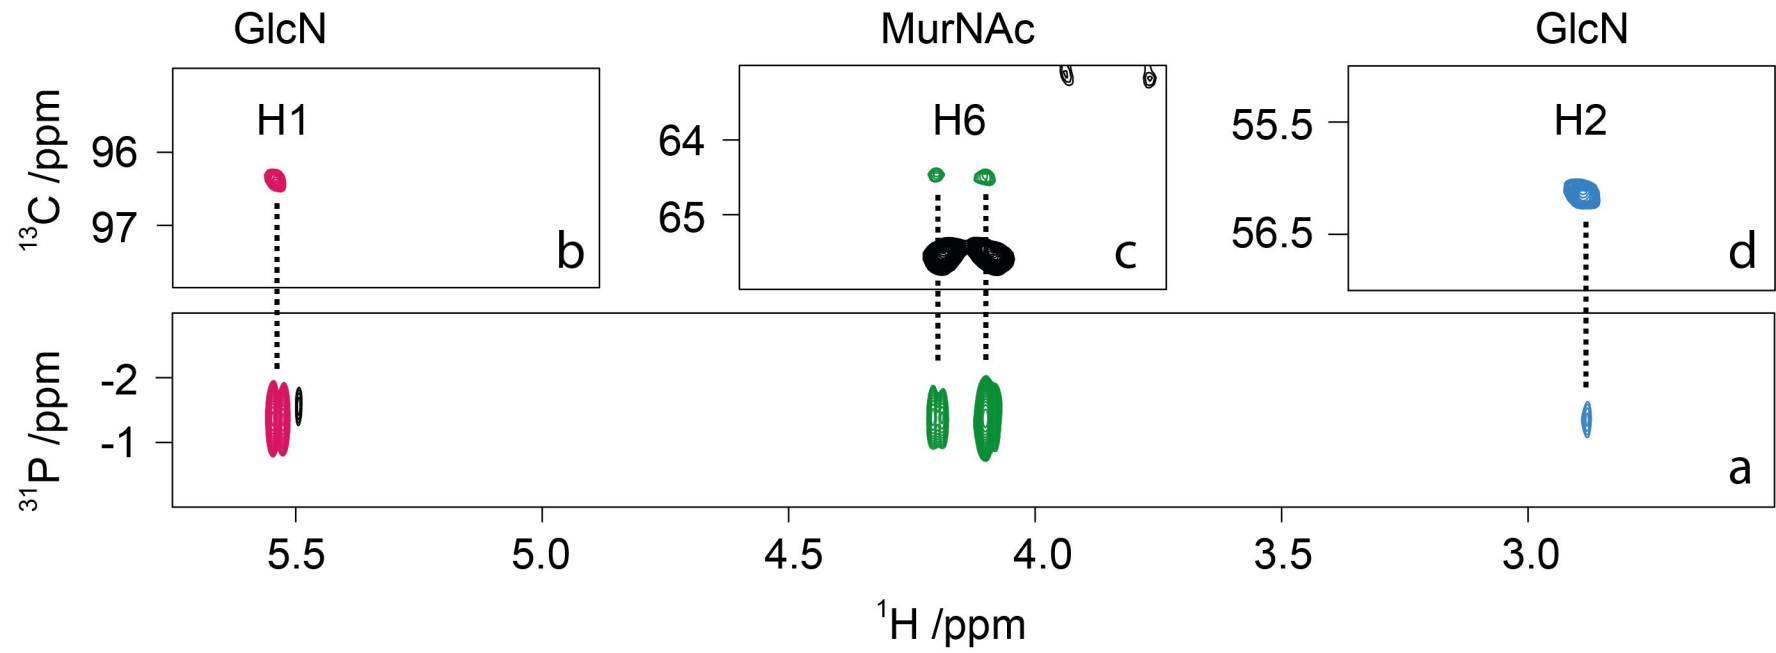 GlcN MurNAc GlcN
H1 H6 H2
¹³C /ppm
96
97
b
64
65
c
55.5
56.5
d
³¹P /ppm
-2
-1
a
5.5 5.0 4.5 4.0 3.5 3.0
¹H /ppm